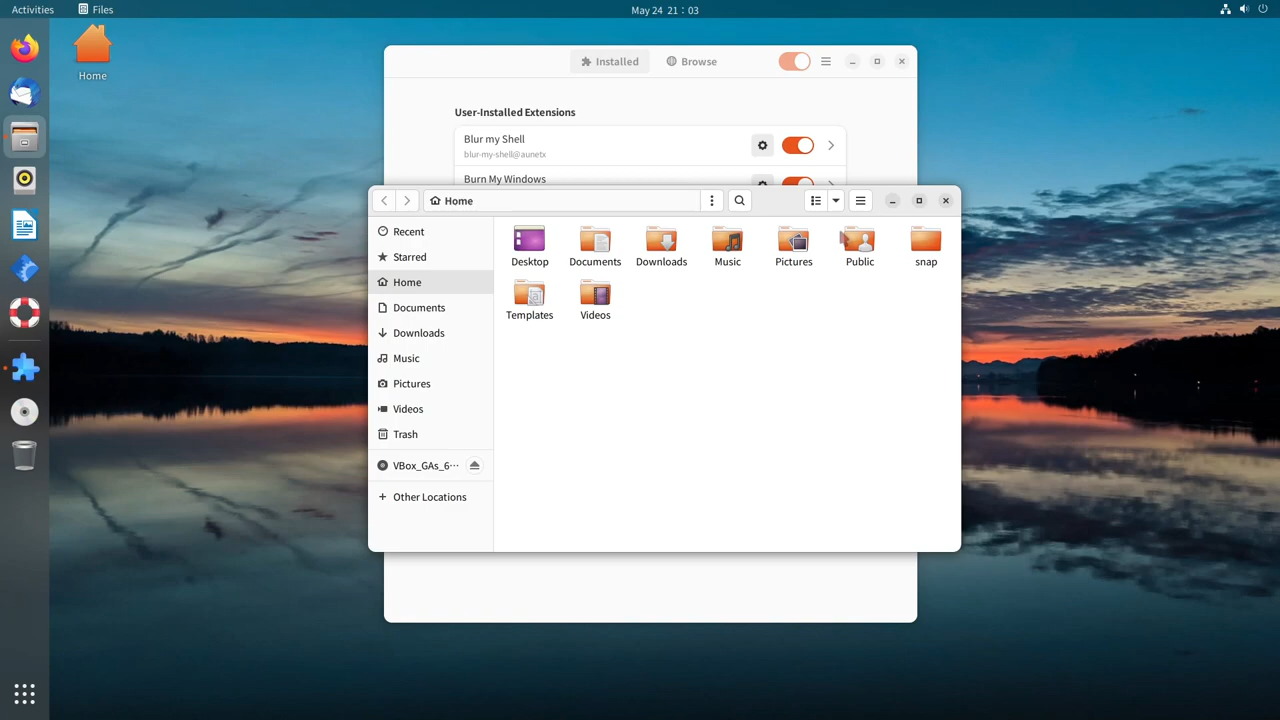 Activities Files May 24 21:03
Home
Installed Browse
User-Installed Extensions
Blur my Shell
blur-my-shell@aunetx
Burn My Windows
Home
Recent
Starred
Home
Documents
Downloads
Music
Pictures
Videos
Trash
VBox_GAs_6…
Other Locations
Desktop Documents Downloads Music Pictures Public snap
Templates Videos